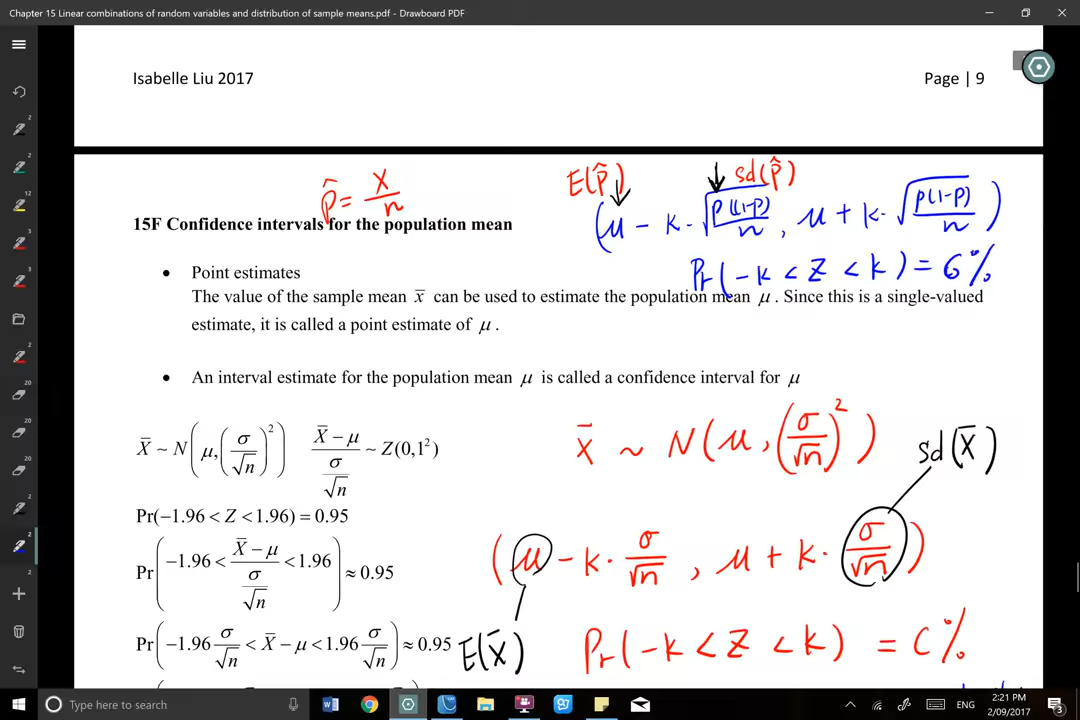 Chapter 15 Linear combinations of random variables and distribution of sample means.pdf - Drawboard PDF
Isabelle Liu 2017
Page | 9
p̂ = X/n
E(p̂)
sd(p̂)
(μ - k·√(p(1-p)/n), μ + k·√(p(1-p)/n))
15F Confidence intervals for the population mean
Pr(-k < Z < k) = 6%
• Point estimates
The value of the sample mean x̄ can be used to estimate the population mean μ. Since this is a single-valued
estimate, it is called a point estimate of μ.
• An interval estimate for the population mean μ is called a confidence interval for μ
X̄ ~ N(μ, (σ/√n)²) (X̄ - μ)/(σ/√n) ~ Z(0,1²)
X̄ ~ N(μ, (σ/√n)²)
sd(X̄)
Pr(-1.96 < Z < 1.96) = 0.95
Pr(-1.96 < (X̄ - μ)/(σ/√n) < 1.96) ≈ 0.95
(μ - k·σ/√n, μ + k·σ/√n)
Pr(-1.96 σ/√n < X̄ - μ < 1.96 σ/√n) ≈ 0.95
E(X̄)
Pr(-k < Z < k) = C%
Type here to search
ENG
2:21 PM
2/09/2017